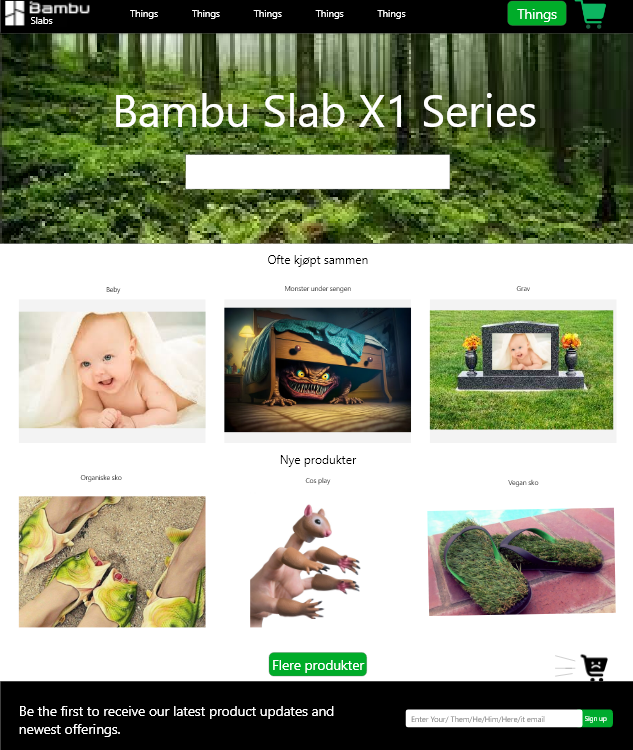 Bambu
Slabs
Things Things Things Things Things
Things
Bambu Slab X1 Series
Ofte kjøpt sammen
Beby
Monster under sengen
Grav
Nye produkter
Organiske sko
Cos play
Vegan sko
Flere produkter
Be the first to receive our latest product updates and
newest offerings.
Enter Your/ Them/He/Him/Here/it email
Sign up